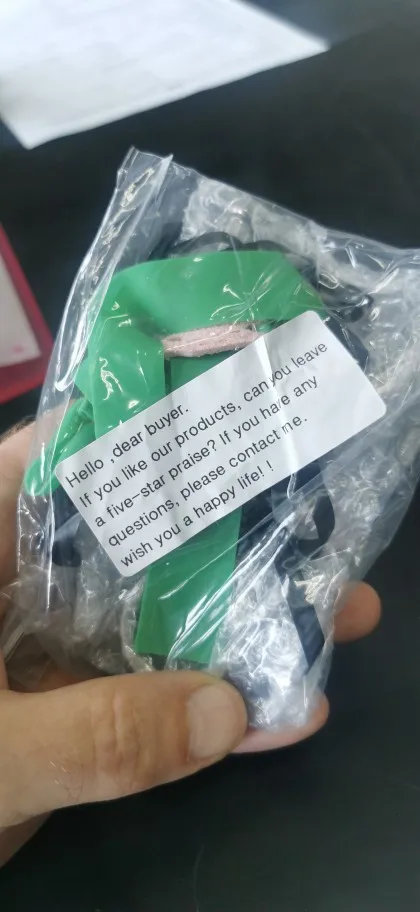 Hello ,dear buyer.
If you like our products, can you leave
a five-star praise? If you have any
questions, please contact me.
wish you a happy life! !